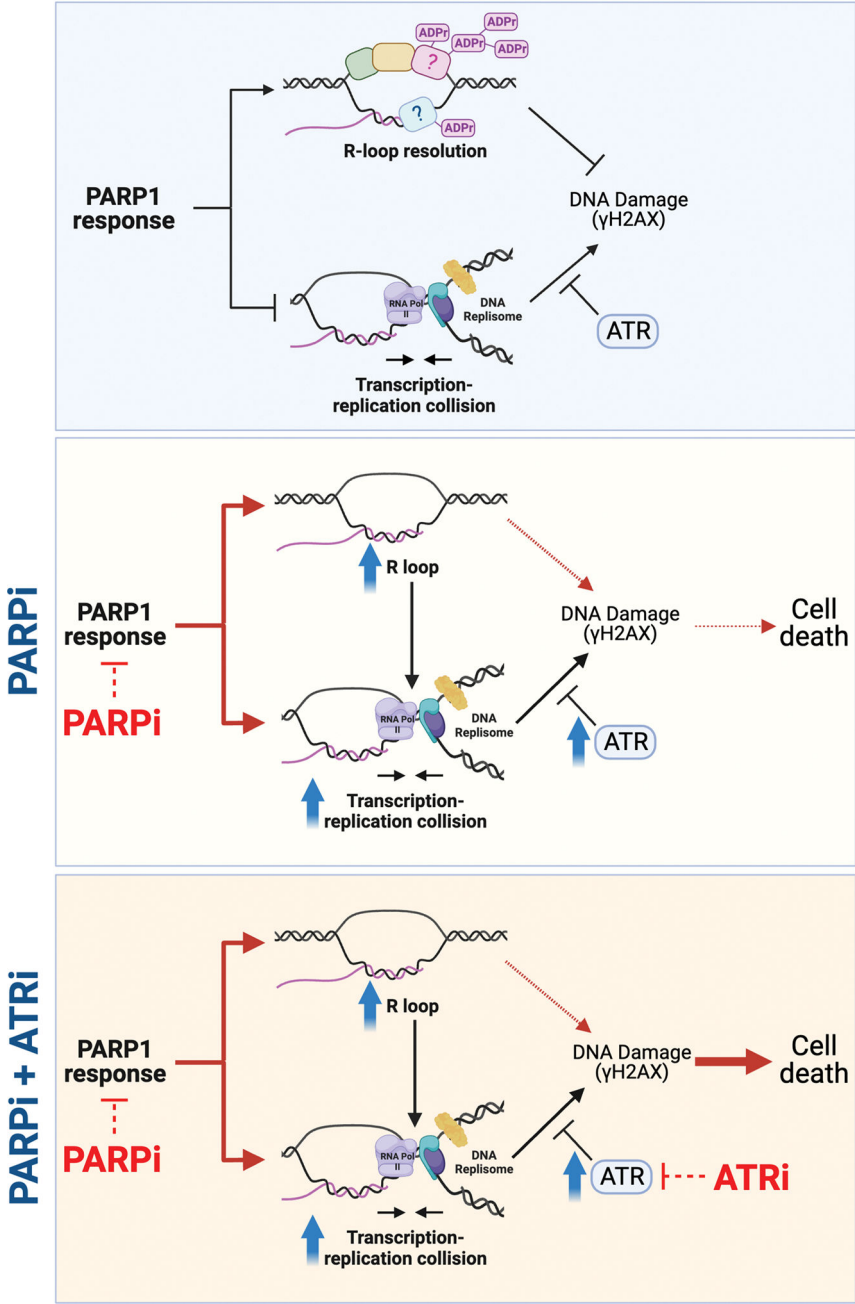 ADPr
ADPr
ADPr
ADPr
?
?
ADPr
R-loop resolution
PARP1
response
DNA Damage
(γH2AX)
RNA Pol
II
DNA
Replisome
ATR
Transcription-
replication collision
PARPi
R loop
PARP1
response
PARPi
DNA Damage
(γH2AX)
Cell
death
RNA Pol
II
DNA
Replisome
ATR
Transcription-
replication collision
PARPi + ATRi
R loop
PARP1
response
PARPi
DNA Damage
(γH2AX)
Cell
death
RNA Pol
II
DNA
Replisome
ATR
ATRi
Transcription-
replication collision